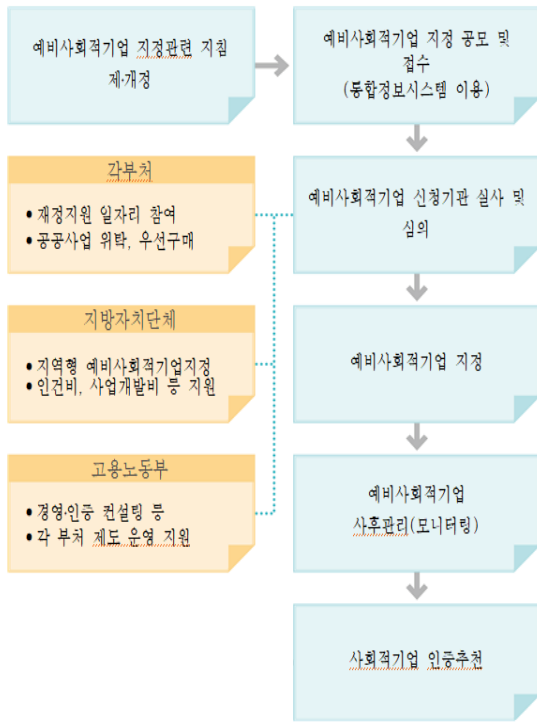 예비사회적기업 지정관련 지침
제·개정
예비사회적기업 지정 공모 및
접수
(통합정보시스템 이용)
각부처
• 재정지원 일자리 참여
• 공공사업 위탁, 우선구매
예비사회적기업 신청기관 실사 및
심의
지방자치단체
• 지역형 예비사회적기업지정
• 인건비, 사업개발비 등 지원
예비사회적기업 지정
고용노동부
• 경영·인증 컨설팅 등
• 각 부처 제도 운영 지원
예비사회적기업
사후관리(모니터링)
사회적기업 인증추천